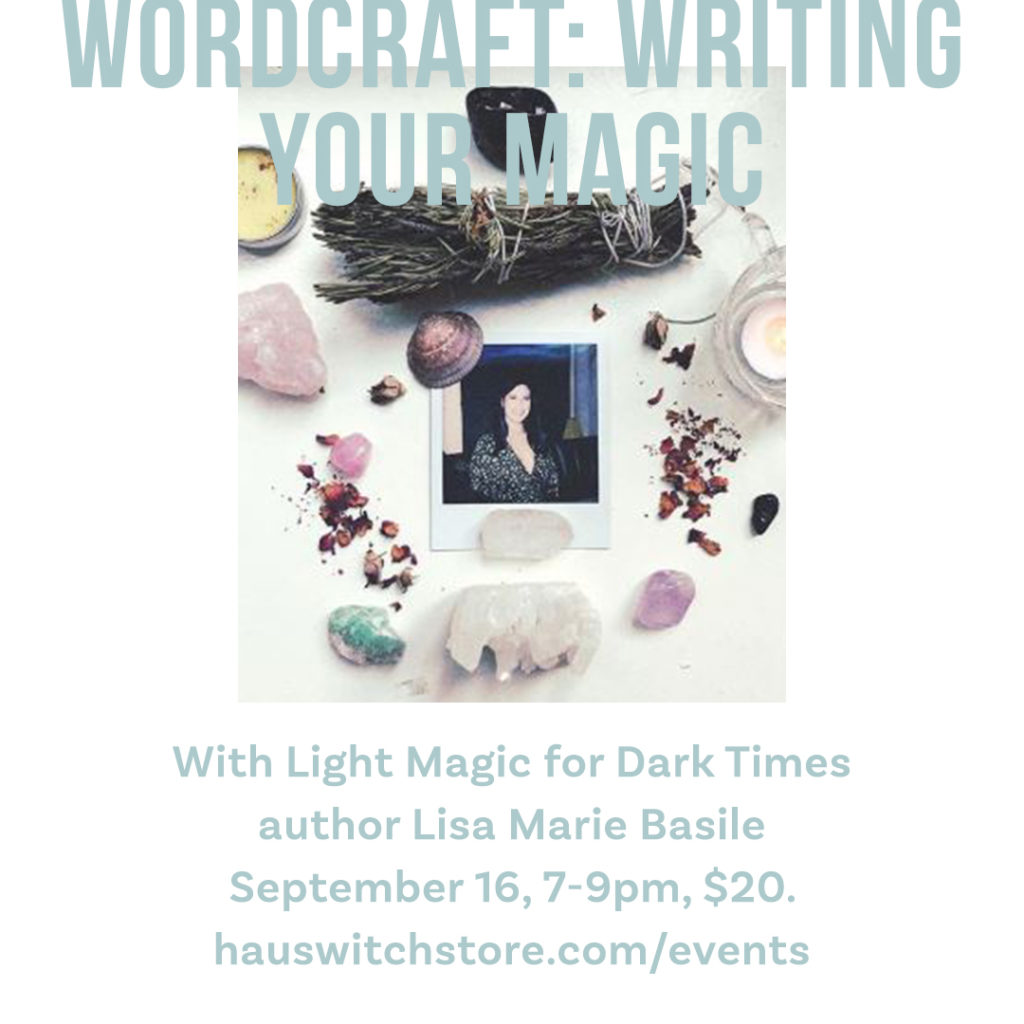 WORDCRAFT: WRITING
YOUR MAGIC
With Light Magic for Dark Times
author Lisa Marie Basile
September 16, 7-9pm, $20.
hauswitchstore.com/events